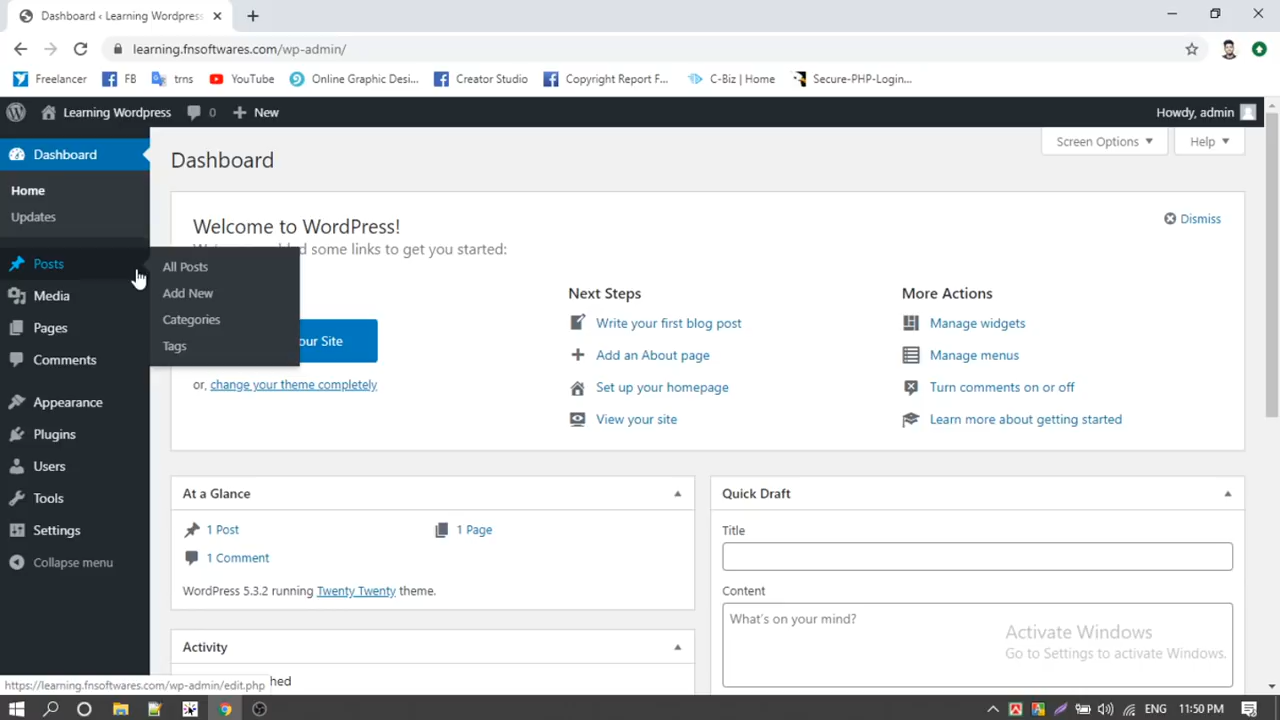 Dashboard ‹ Learning Wordpress
learning.fnsoftwares.com/wp-admin/
Freelancer
FB
trns
YouTube
Online Graphic Desi...
Creator Studio
Copyright Report F...
C-Biz | Home
Secure-PHP-Login...
Learning Wordpress
0
New
Howdy, admin
Dashboard
Home
Updates
Posts
Media
Pages
Comments
Appearance
Plugins
Users
Tools
Settings
Collapse menu
All Posts
Add New
Categories
Tags
Dashboard
Screen Options
Help
Welcome to WordPress!
some links to get you started:
Dismiss
our Site
or, change your theme completely
Next Steps
Write your first blog post
Add an About page
Set up your homepage
View your site
More Actions
Manage widgets
Manage menus
Turn comments on or off
Learn more about getting started
At a Glance
1 Post
1 Page
1 Comment
WordPress 5.3.2 running Twenty Twenty theme.
Activity
hed
Quick Draft
Title
Content
What's on your mind?
Activate Windows
Go to Settings to activate Windows.
https://learning.fnsoftwares.com/wp-admin/edit.php
ENG
11:50 PM